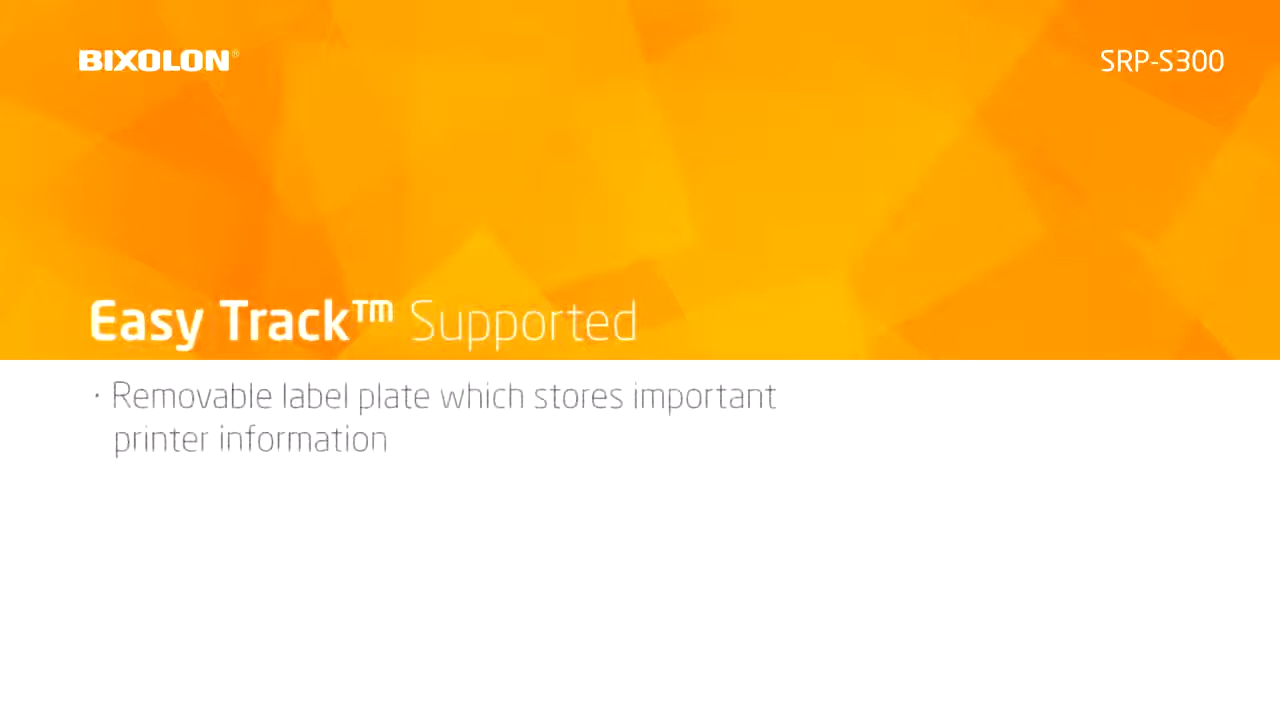 BIXOLON®
SRP-S300
Easy Track™ Supported
· Removable label plate which stores important
printer information